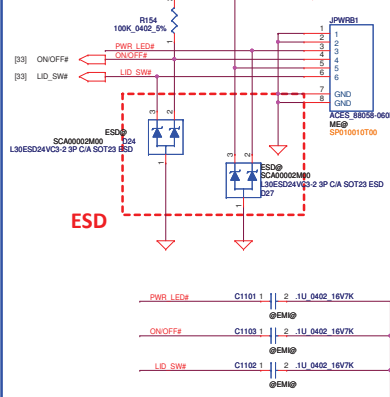 R154
100K_0402_5%
1
2
JPWRB1
1 1
2 2
PWR_LED# 3 3
[33] ON/OFF# ON/OFF# 4 4
5 5
[33] LID_SW# LID_SW# 6 6
7 GND
8 GND
ACES_88058-060
ME@
SP010010T00
3 2
ESD@
SCA00002M00 D24
L30ESD24VC3-2 3P C/A SOT23 ESD
1
3 2
ESD@
SCA00002M00
L30ESD24VC3-2 3P C/A SOT23 ESD
D27
1
ESD
PWR_LED# C1101 1 2 .1U_0402_16V7K
@EMI@
ON/OFF# C1103 1 2 .1U_0402_16V7K
@EMI@
LID_SW# C1102 1 2 .1U_0402_16V7K
@EMI@